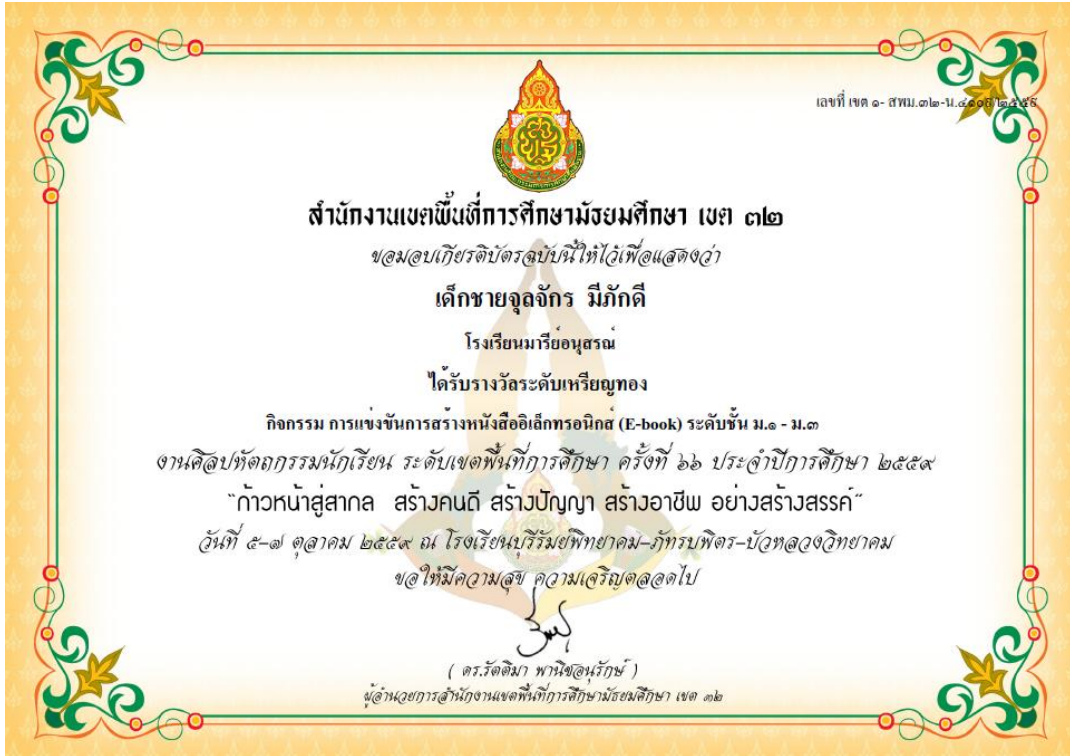 เลขที่ เขต ๑- สพม.๓๒-น.
สำนักงานเขตพื้นที่การศึกษามัธยมศึกษา เขต ๓๒
ขอมอบเกียรติบัตรฉบับนี้ให้ไว้เพื่อแสดงว่า
เด็กชายจุลจักร มีภักดี
โรงเรียนมารีย์อนุสรณ์
ได้รับรางวัลระดับเหรียญทอง
กิจกรรม การแข่งขันการสร้างหนังสืออิเล็กทรอนิกส์ (E-book) ระดับชั้น ม.๑ - ม.๓
งานศิลปหัตถกรรมนักเรียน ระดับเขตพื้นที่การศึกษา ครั้งที่ ๖๖ ประจำปีการศึกษา ๒๕๕๙
“ก้าวหน้าสู่สากล สร้างคนดี สร้างปัญญา สร้างอาชีพ อย่างสร้างสรรค์”
วันที่ ๕-๗ ตุลาคม ๒๕๕๙ ณ โรงเรียนบุรีรัมย์พิทยาคม-ภัทรบพิตร-บัวหลวงวิทยาคม
ขอให้มีความสุข ความเจริญตลอดไป
( ดร.รัตติมา พานิชอนุรักษ์ )
ผู้อำนวยการสำนักงานเขตพื้นที่การศึกษามัธยมศึกษา เขต ๓๒